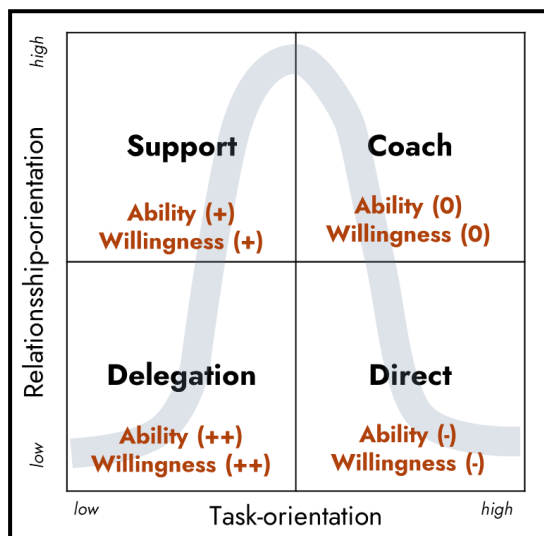 high
Relationsship-orientation
low
Support
Ability (+)
Willingness (+)
Coach
Ability (0)
Willingness (0)
Delegation
Ability (++)
Willingness (++)
Direct
Ability (-)
Willingness (-)
low
Task-orientation
high